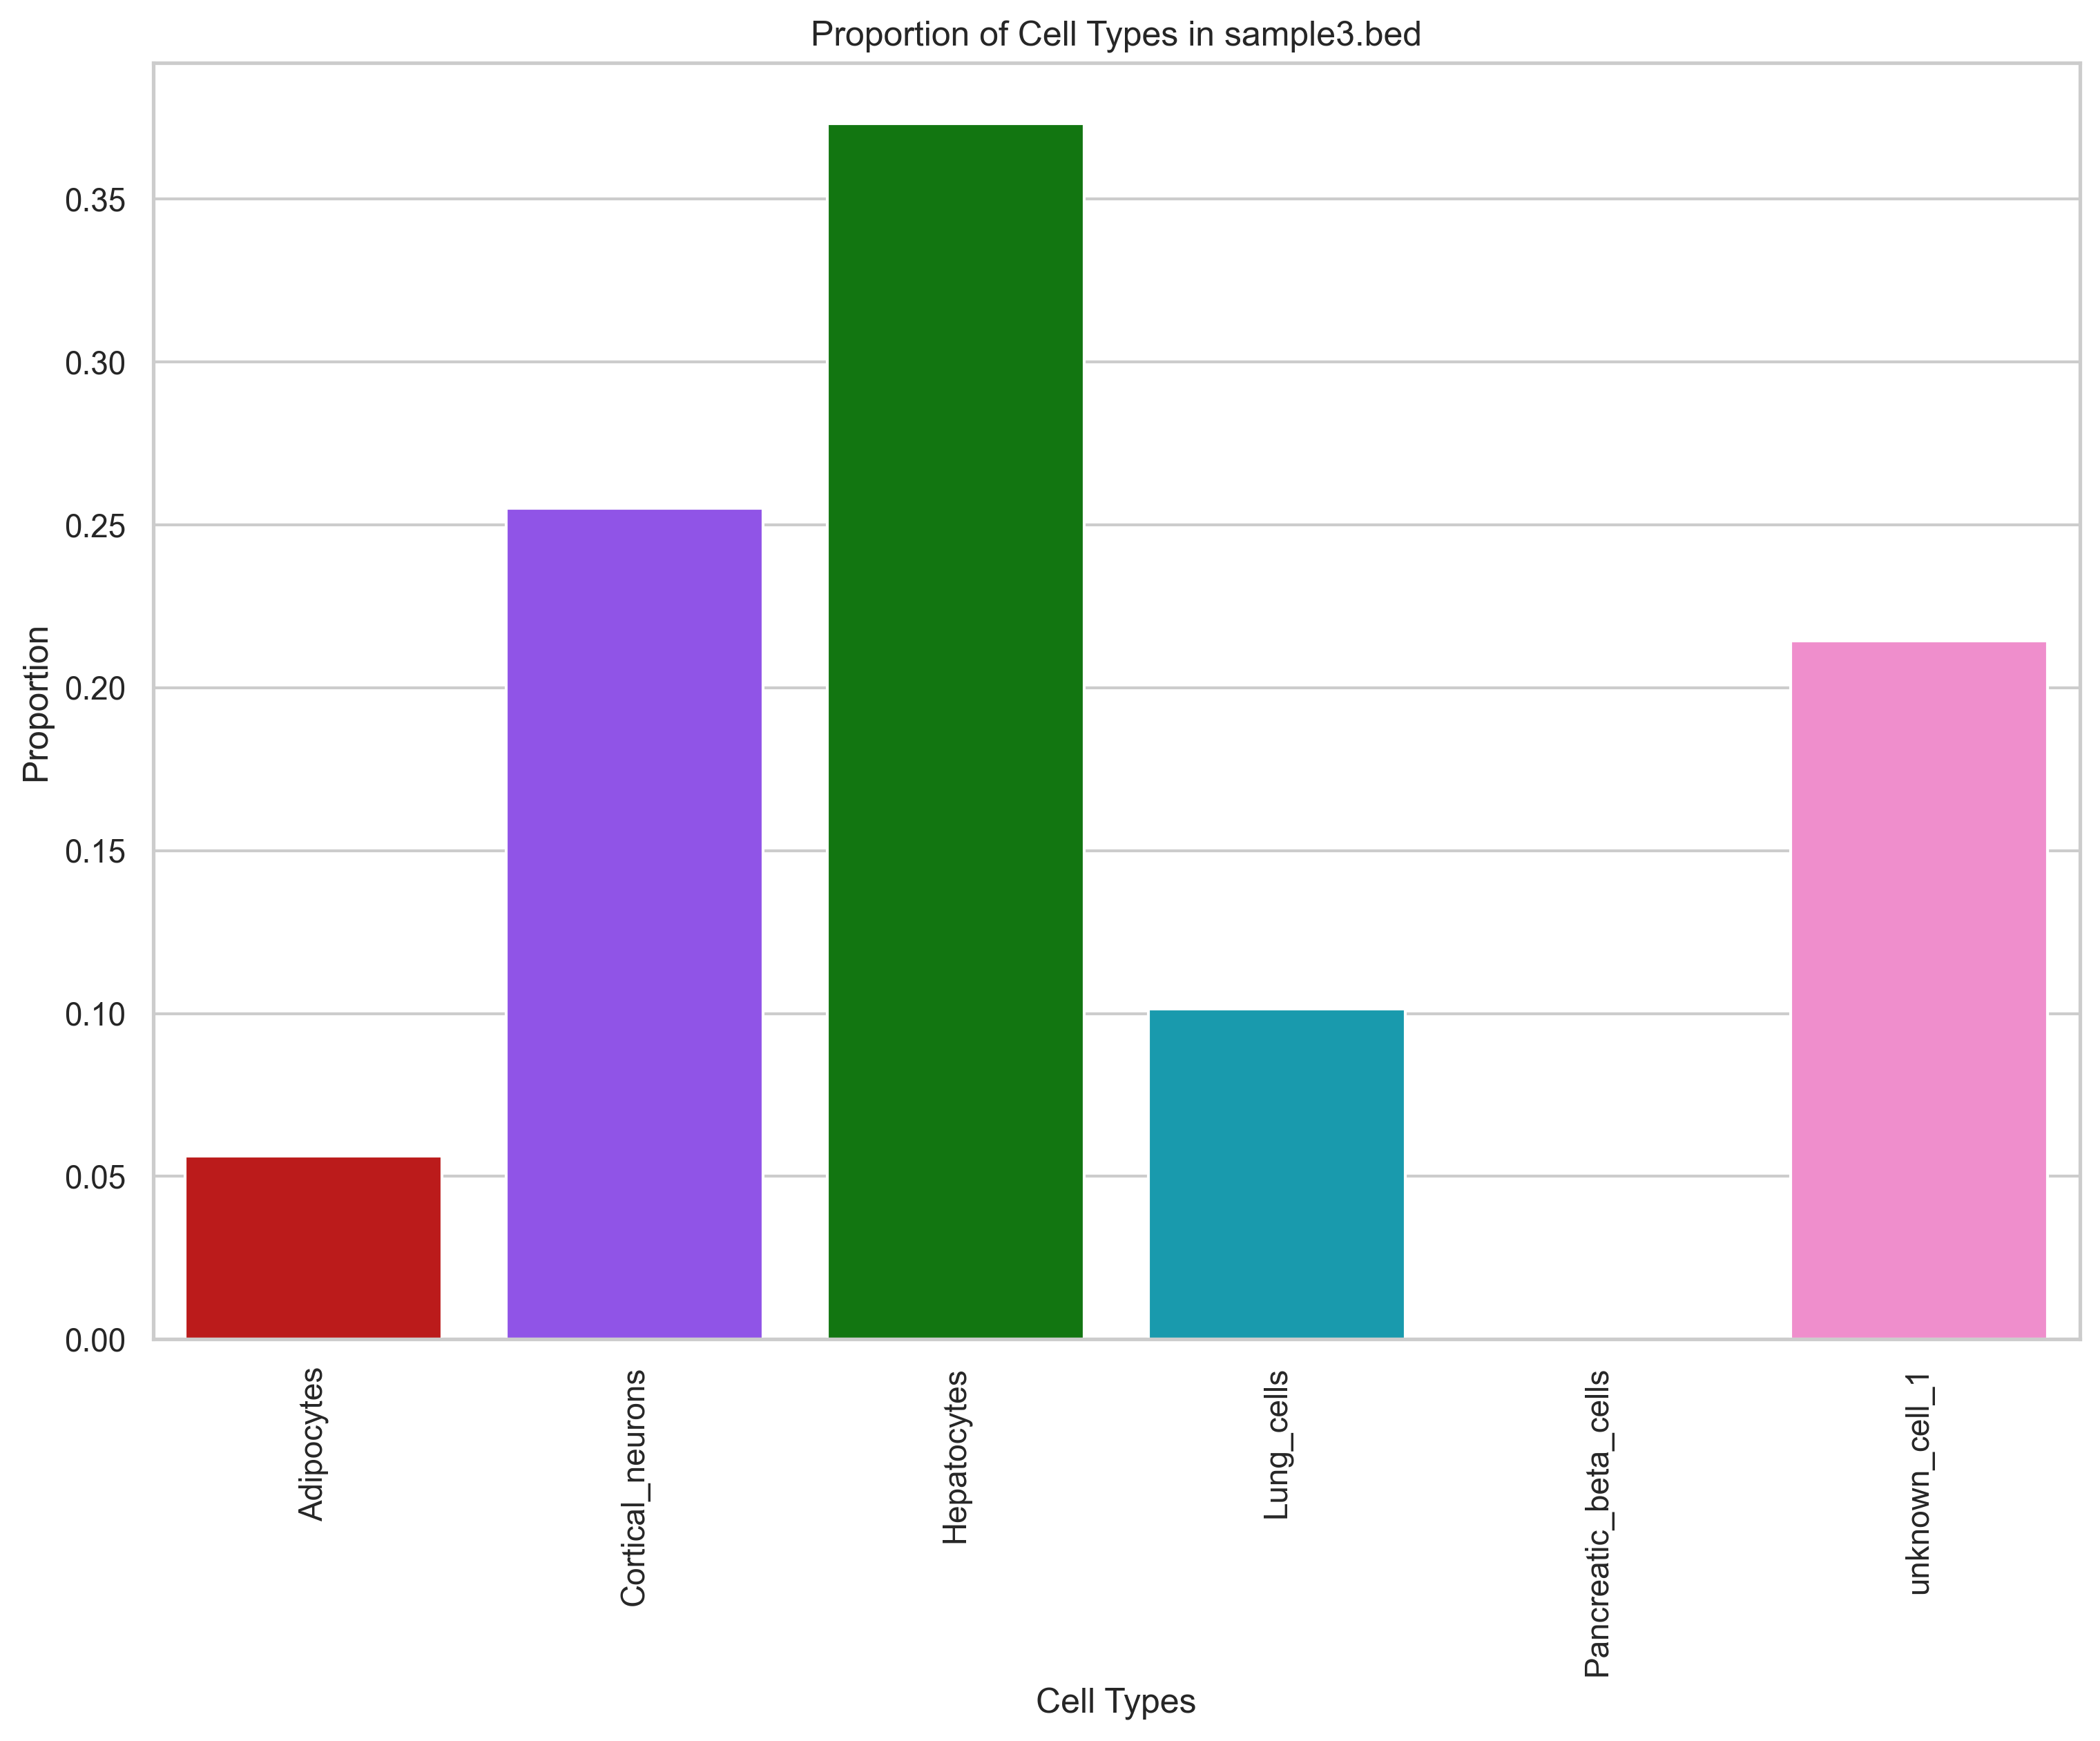 Proportion of Cell Types in sample3.bed
Proportion
0.35
0.30
0.25
0.20
0.15
0.10
0.05
0.00
Adipocytes
Cortical_neurons
Hepatocytes
Lung_cells
Pancreatic_beta_cells
unknown_cell_1
Cell Types